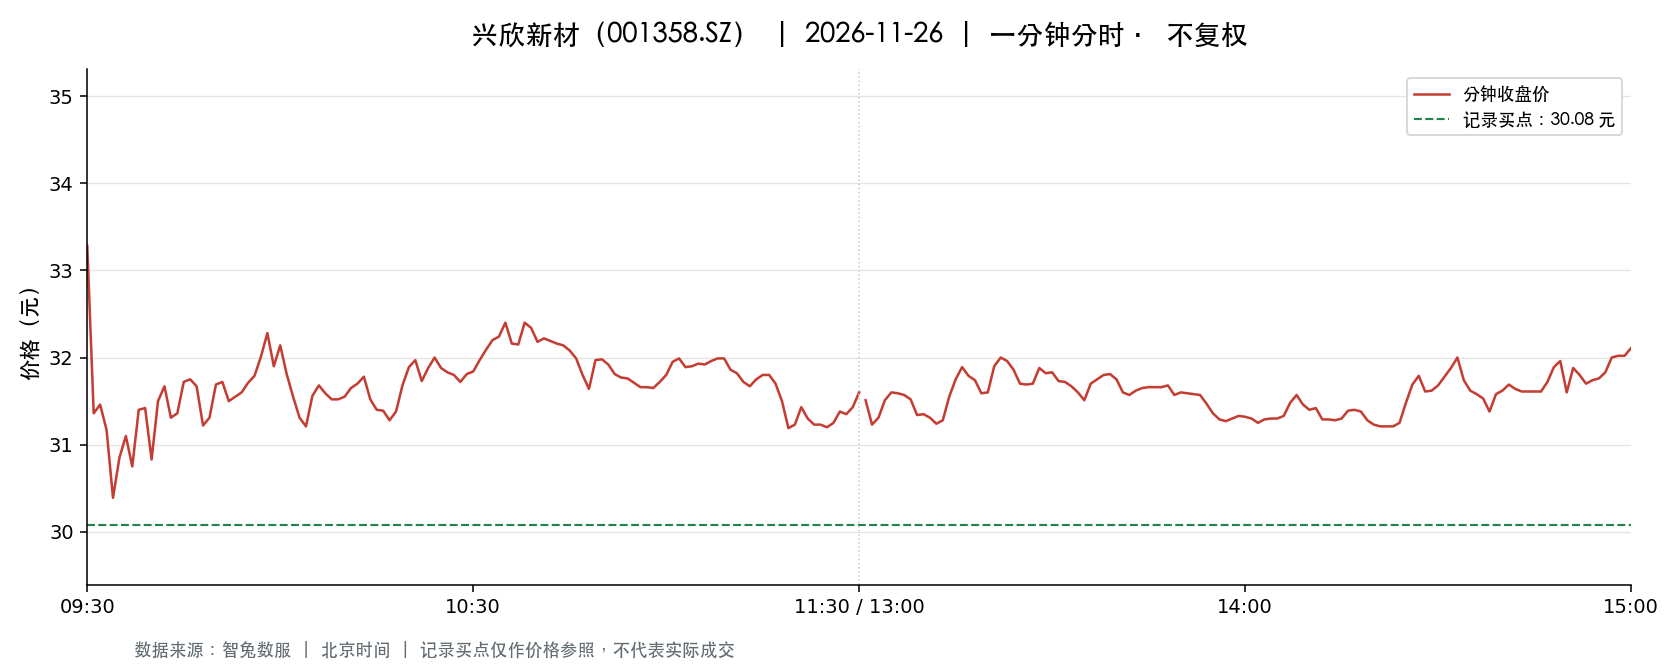 兴欣新材（001358.SZ） | 2026-11-26 | 一分钟分时 · 不复权
分钟收盘价
记录买点：30.08 元
价格（元）
35
34
33
32
31
30
09:30
10:30
11:30 / 13:00
14:00
15:00
数据来源：智兔数服 | 北京时间 | 记录买点仅作价格参照，不代表实际成交